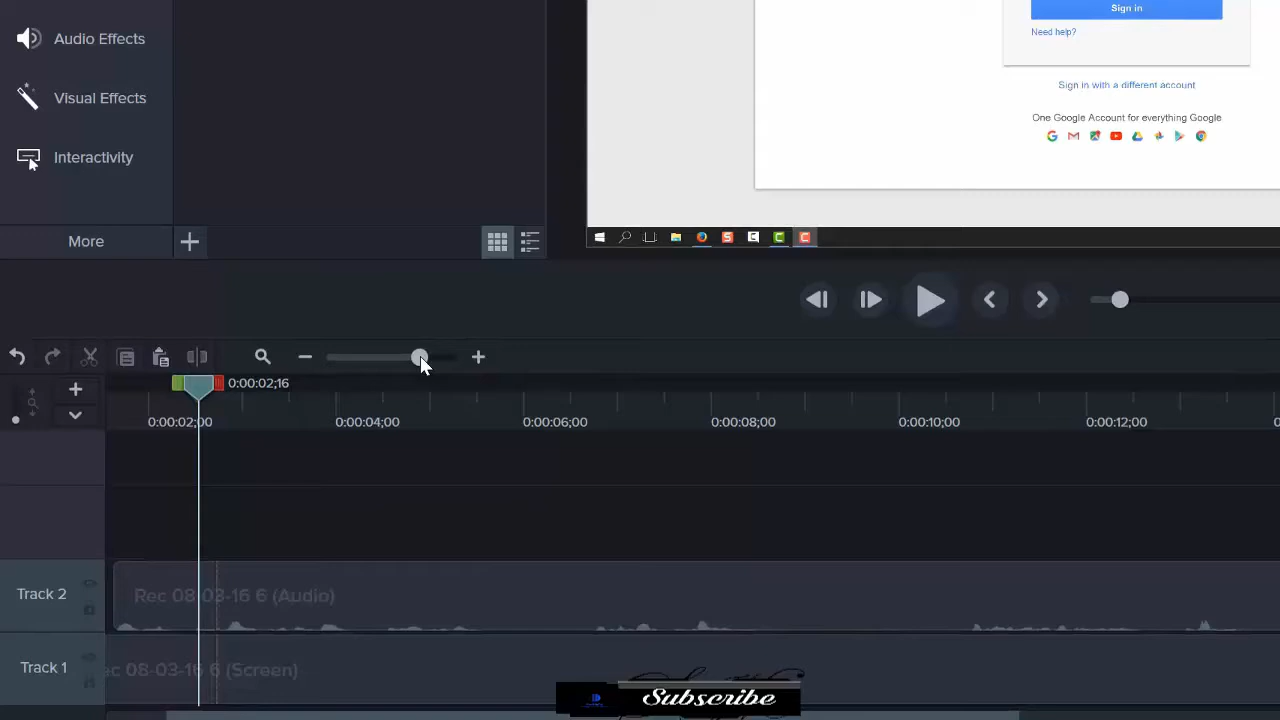 Audio Effects
Visual Effects
Interactivity
More
Sign in
Need help?
Sign in with a different account
One Google Account for everything Google
0:00:02;16
0:00:02;00
0:00:04;00
0:00:06;00
0:00:08;00
0:00:10;00
0:00:12;00
Track 2
Rec 08-03-16 6 (Audio)
Track 1
ec 08-03-16 6 (Screen)
Subscribe